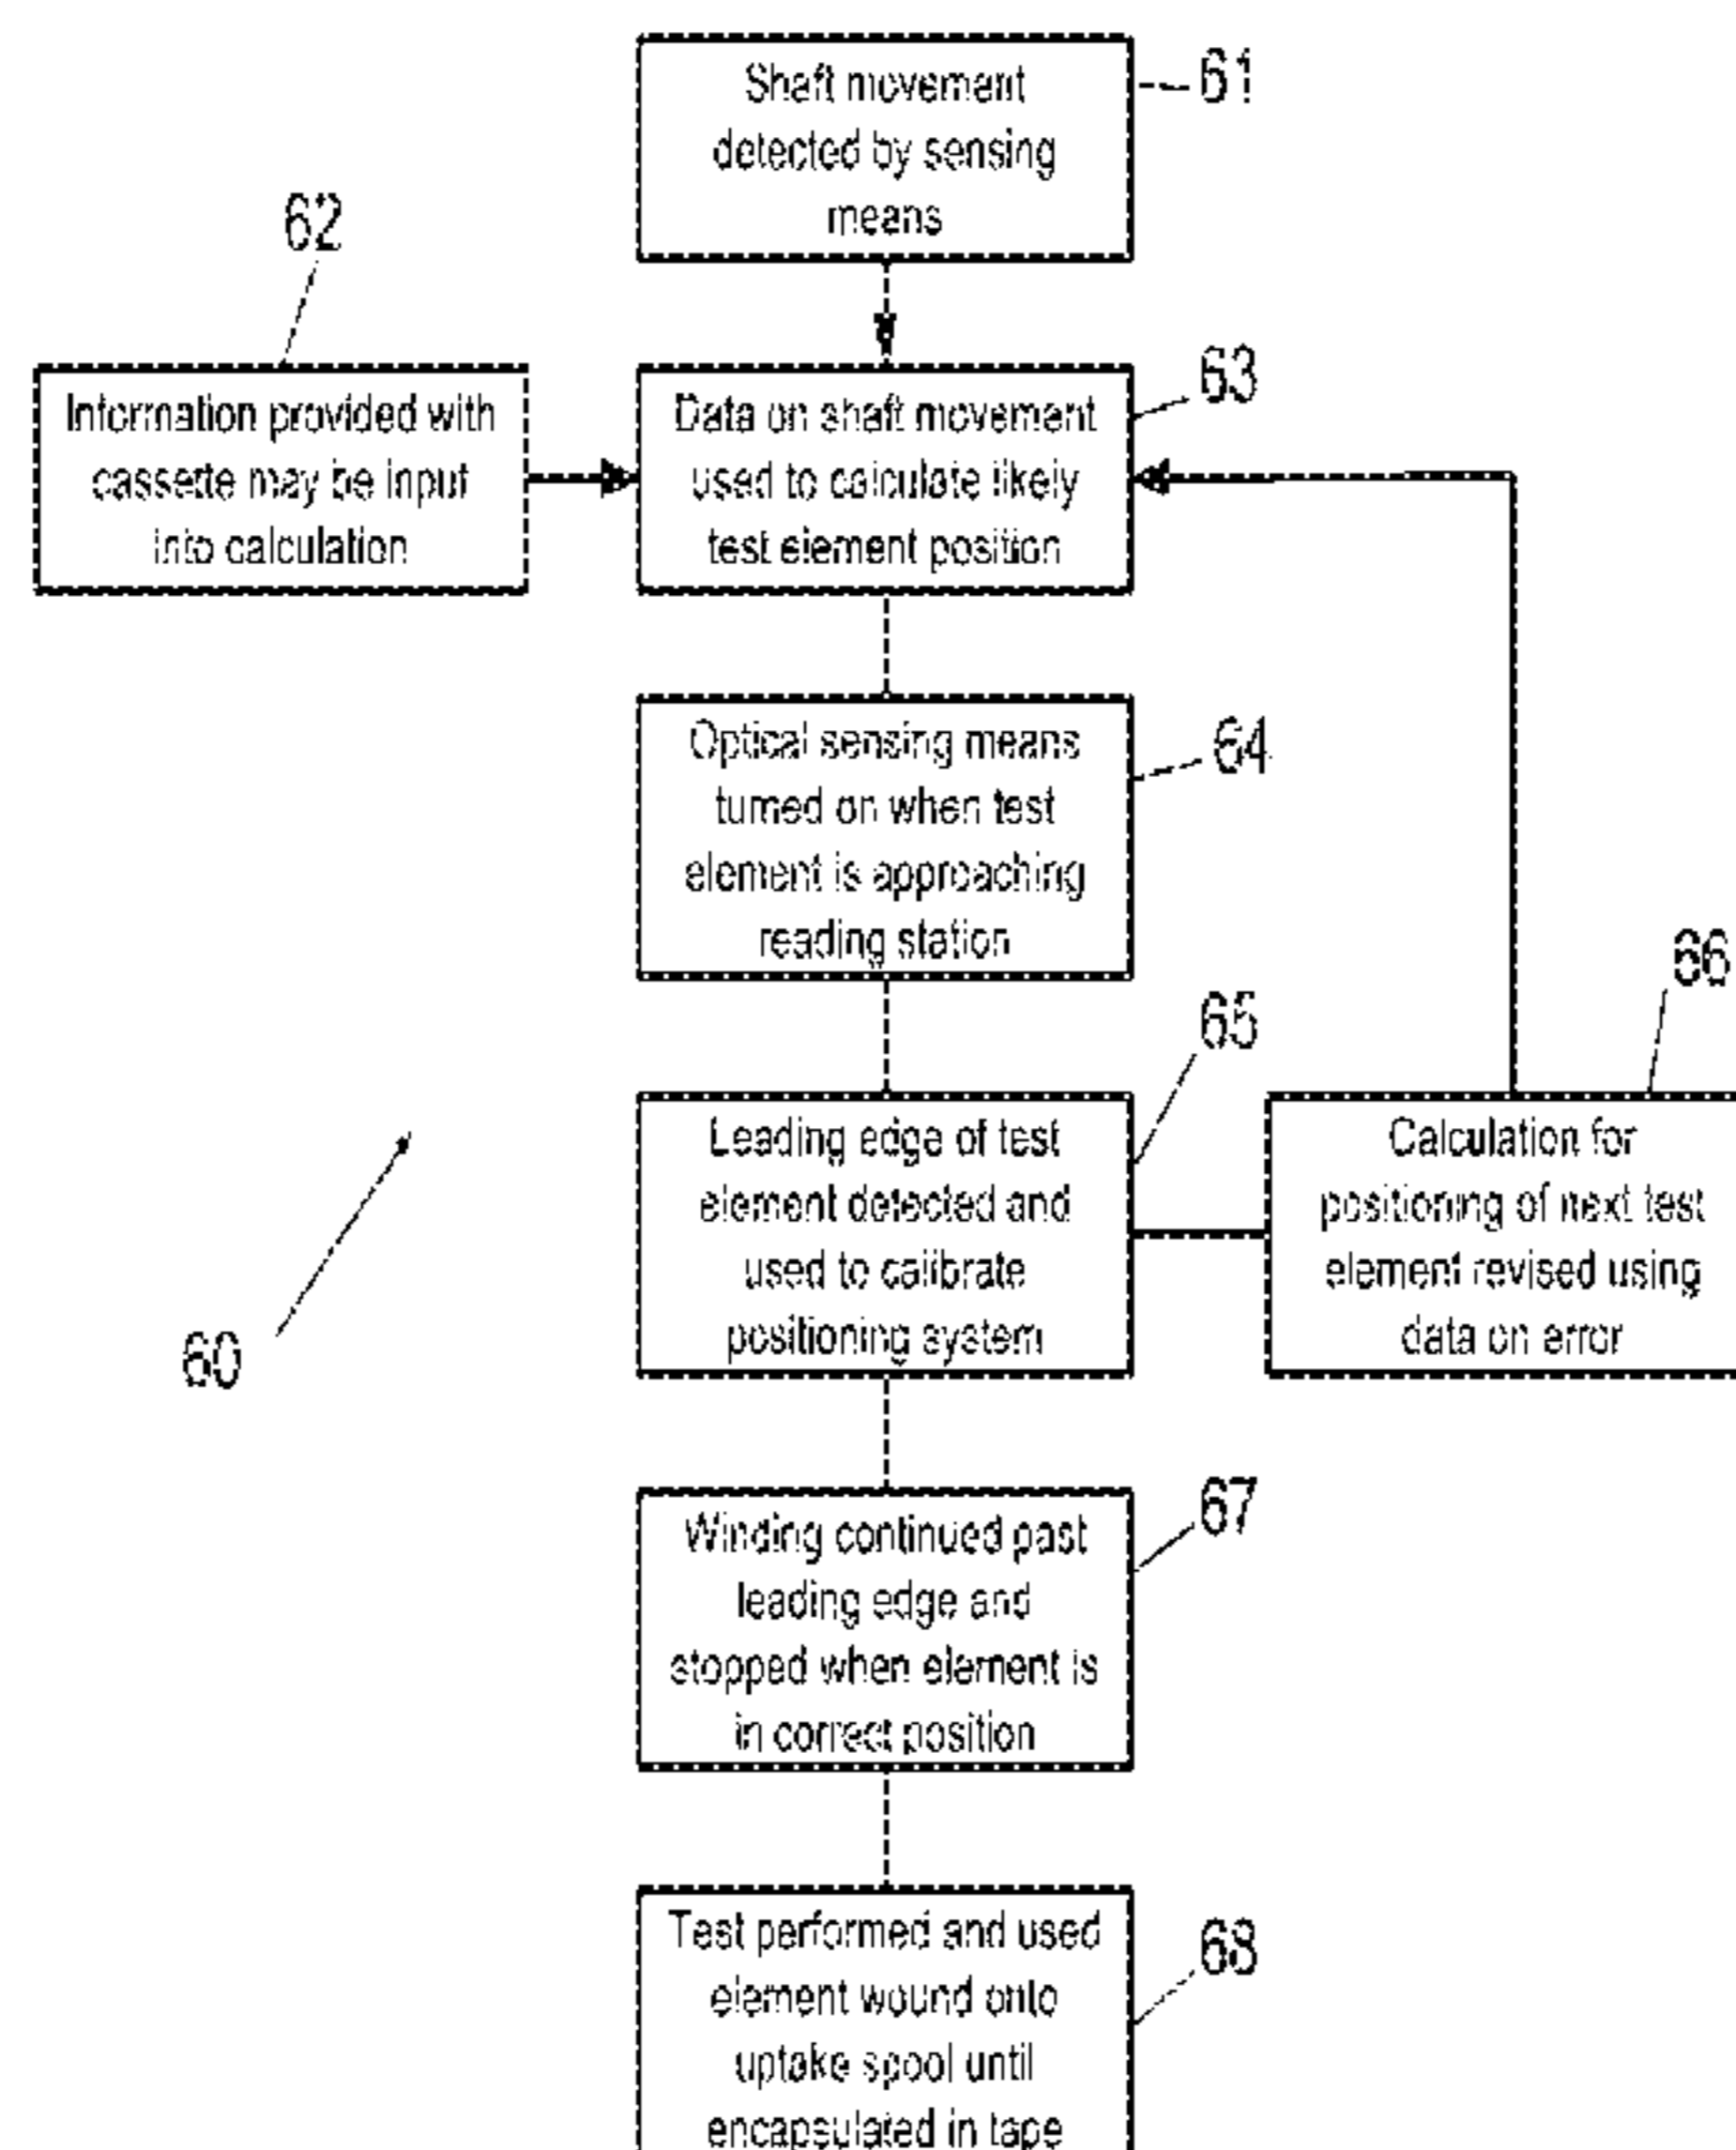 Shaft movement
detected by sensing
means
61
62
Information provided with
cassette may be input
into calculation
Data on shaft movement
used to calculate likely
test element position
63
Optical sensing means
turned on when test
element is approaching
reading station
64
Leading edge of test
element detected and
used to calibrate
positioning system
65
Calculation for
positioning of next test
element revised using
data on error
66
60
Winding continued past
leading edge and
stopped when element is
in correct position
67
Test performed and used
element wound onto
uptake spool until
encapsulated in tape
68